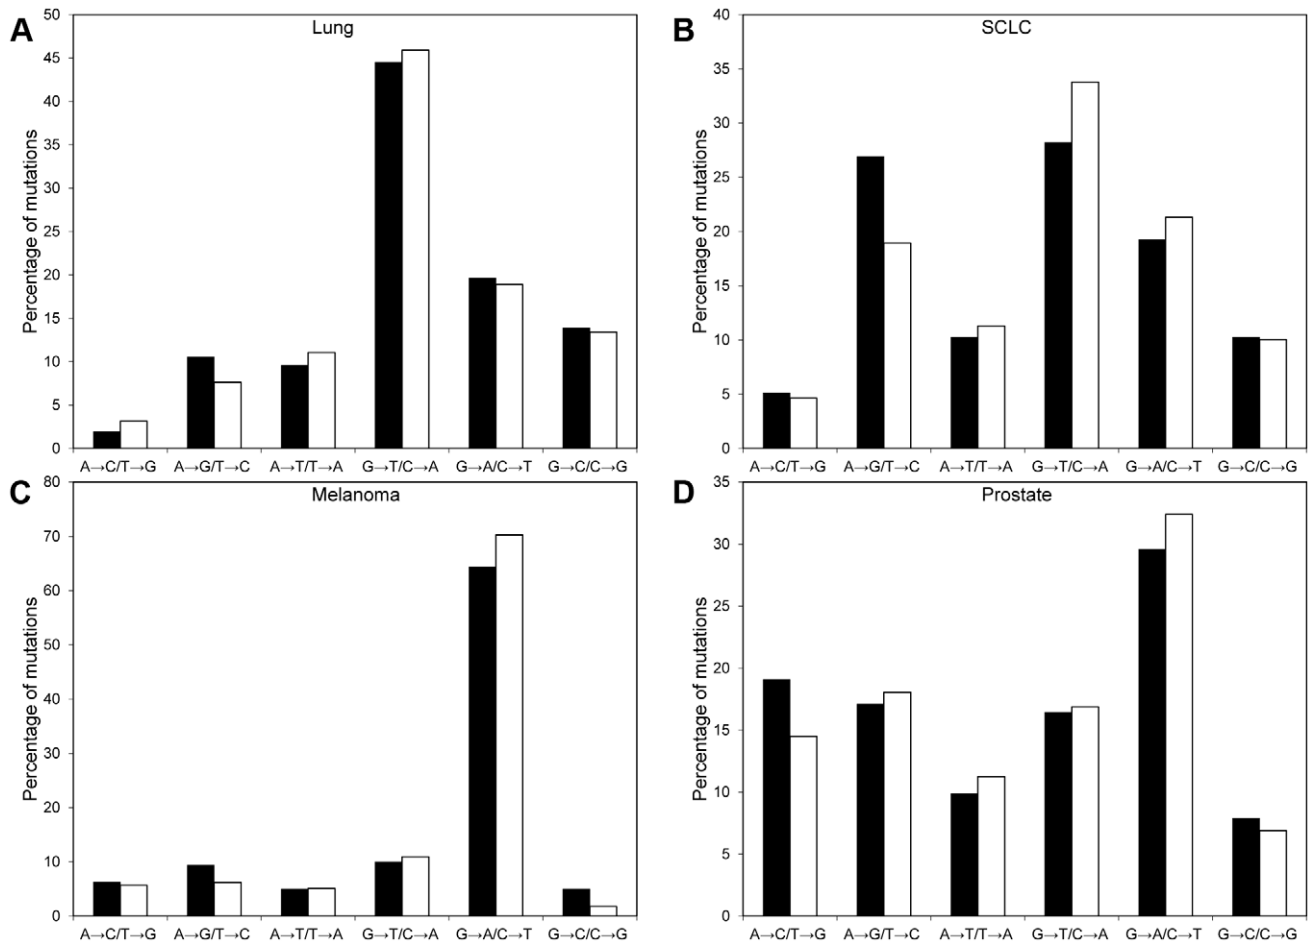 A
Lung
Percentage of mutations
50
45
40
35
30
25
20
15
10
5
0
A→C/T→G A→G/T→C A→T/T→A G→T/C→A G→A/C→T G→C/C→G
B
SCLC
Percentage of mutations
40
35
30
25
20
15
10
5
0
A→C/T→G A→G/T→C A→T/T→A G→T/C→A G→A/C→T G→C/C→G
C
Melanoma
Percentage of mutations
80
70
60
50
40
30
20
10
0
A→C/T→G A→G/T→C A→T/T→A G→T/C→A G→A/C→T G→C/C→G
D
Prostate
Percentage of mutations
35
30
25
20
15
10
5
0
A→C/T→G A→G/T→C A→T/T→A G→T/C→A G→A/C→T G→C/C→G